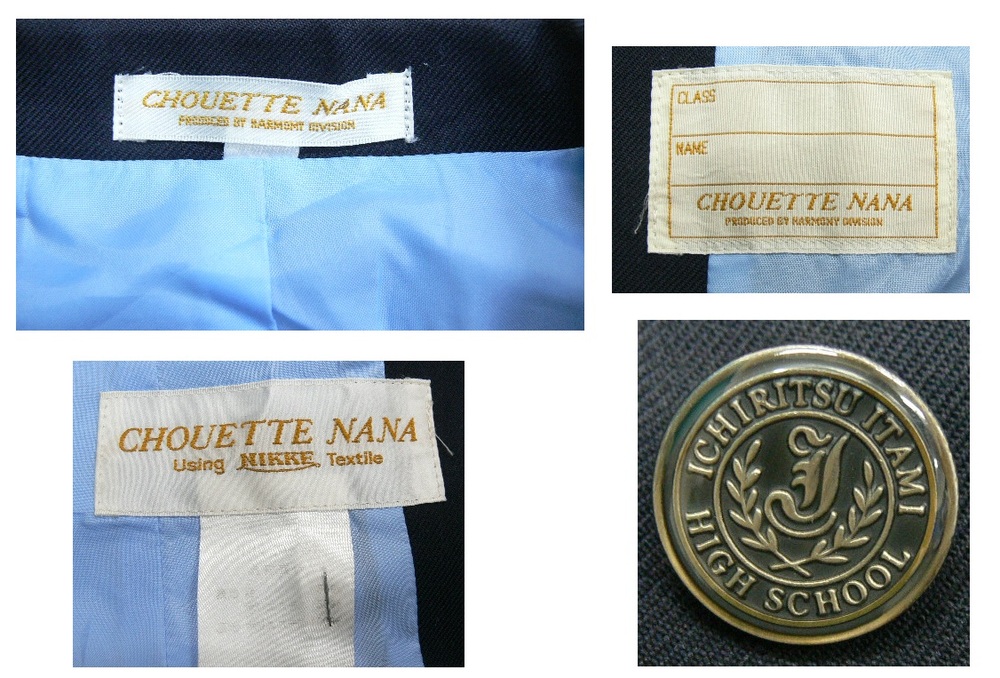 CHOUETTE NANA
PRODUCED BY HARMONY DIVISION
CLASS
NAME
CHOUETTE NANA
PRODUCED BY HARMONY DIVISION
CHOUETTE NANA
Using NIKKE Textile
ICHIRITSU ITAMI
I
HIGH SCHOOL